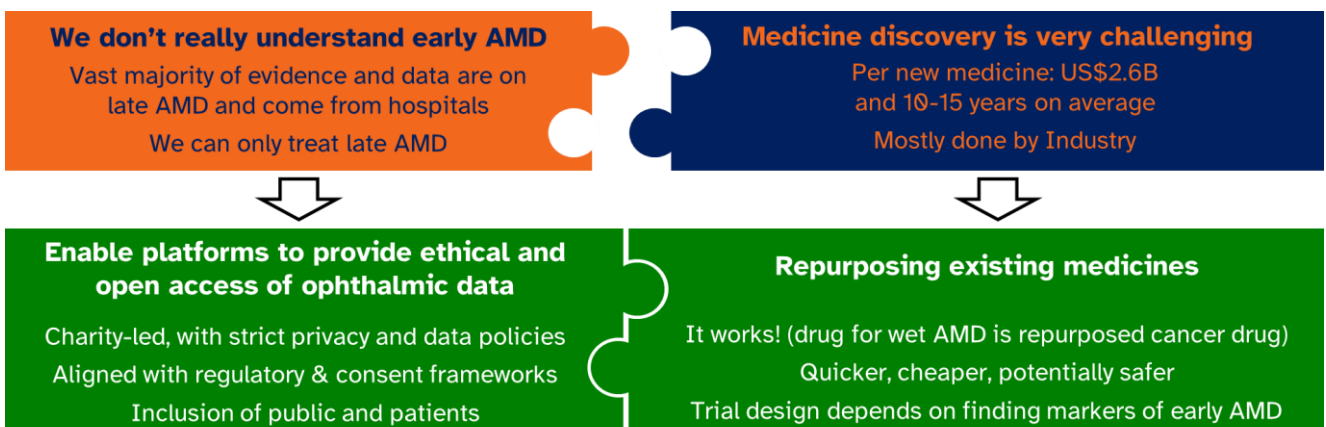 We don’t really understand early AMD
Vast majority of evidence and data are on
late AMD and come from hospitals
We can only treat late AMD
Medicine discovery is very challenging
Per new medicine: US$2.6B
and 10-15 years on average
Mostly done by Industry
Enable platforms to provide ethical and
open access of ophthalmic data
Charity-led, with strict privacy and data policies
Aligned with regulatory & consent frameworks
Inclusion of public and patients
Repurposing existing medicines
It works! (drug for wet AMD is repurposed cancer drug)
Quicker, cheaper, potentially safer
Trial design depends on finding markers of early AMD